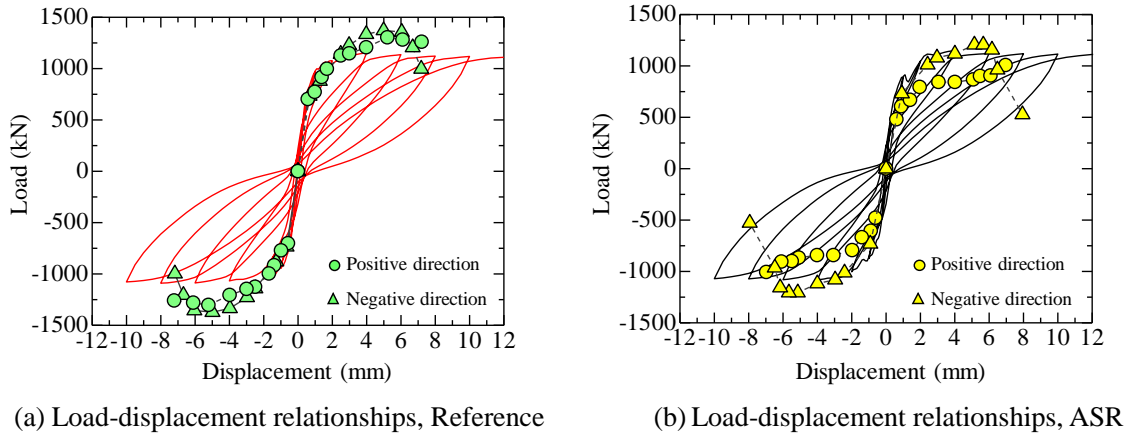 1500
1000
500
0
-500
-1000
-1500
Load (kN)
Positive direction
Negative direction
-12 -10 -8 -6 -4 -2 0 2 4 6 8 10 12
Displacement (mm)
(a) Load-displacement relationships, Reference
1500
1000
500
0
-500
-1000
-1500
Load (kN)
Positive direction
Negative direction
-12 -10 -8 -6 -4 -2 0 2 4 6 8 10 12
Displacement (mm)
(b) Load-displacement relationships, ASR